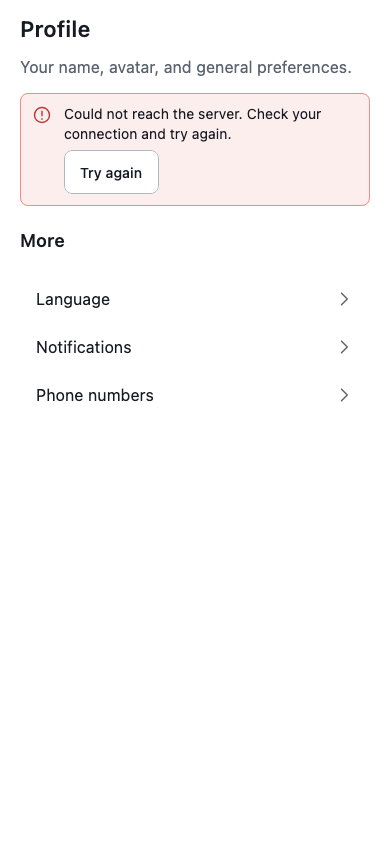 Profile
Your name, avatar, and general preferences.
Could not reach the server. Check your
connection and try again.
Try again
More
Language
Notifications
Phone numbers